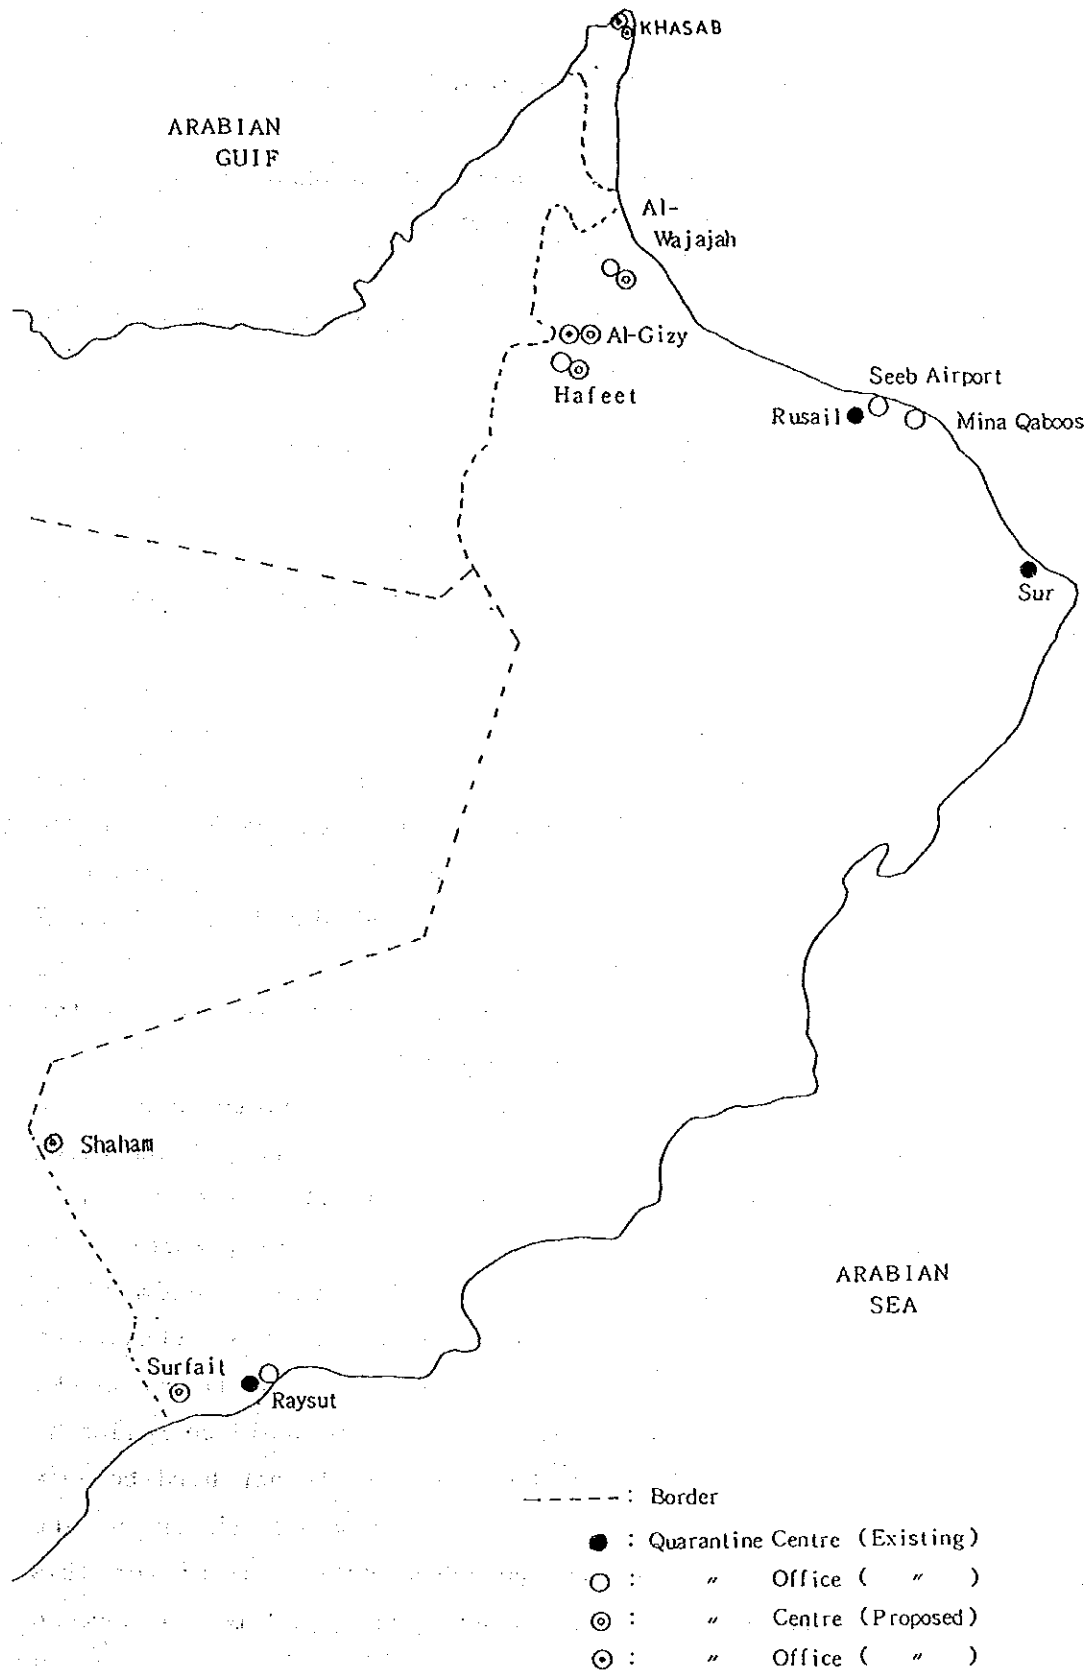 KHASAB
ARABIAN
GUIF
Al-
Wajajah
Al-Gizy
Hafeet
Seeb Airport
Rusail
Mina Qaboos
Sur
Shaham
ARABIAN
SEA
Surfait
Raysut
: Border
: Quarantine Centre (Existing)
: 〃 Office ( 〃 )
: 〃 Centre (Proposed)
: 〃 Office ( 〃 )